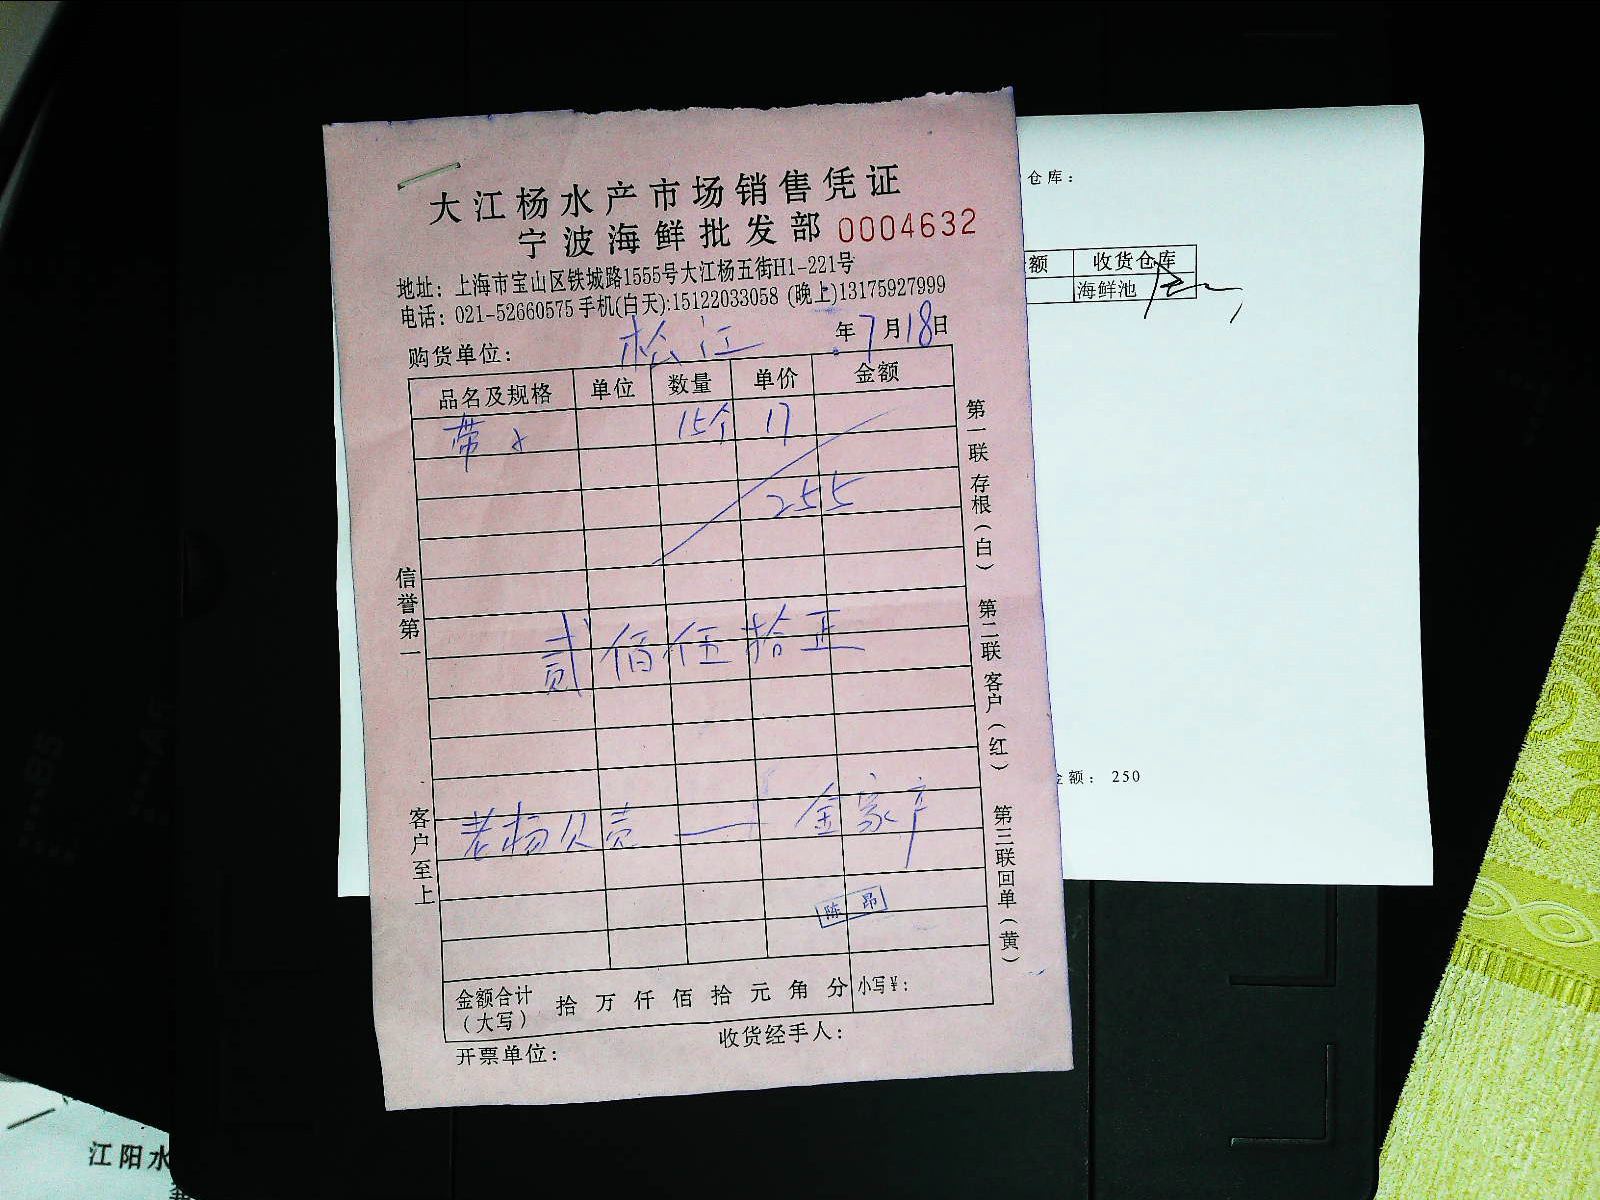 大江杨水产市场销售凭证
宁波海鲜批发部 0004632
地址：上海市宝山区铁城路1555号大江杨五街H1-221号
电话：021-52660575 手机(白天):15122033058 (晚上)13175927999
购货单位： 松江 年7月18日
品名及规格 单位 数量 单价 金额
带 15个 17
255
贰佰伍拾正
老杨 金家
陈昂
金额合计（大写） 拾 万 仟 佰 拾 元 角 分 小写¥：
开票单位： 收货经手人：
信誉第一
客户至上
第一联 存根（白）
第二联 客户（红）
第三联 回单（黄）
仓库：
额 收货仓库
海鲜池
金额： 250
江阳水